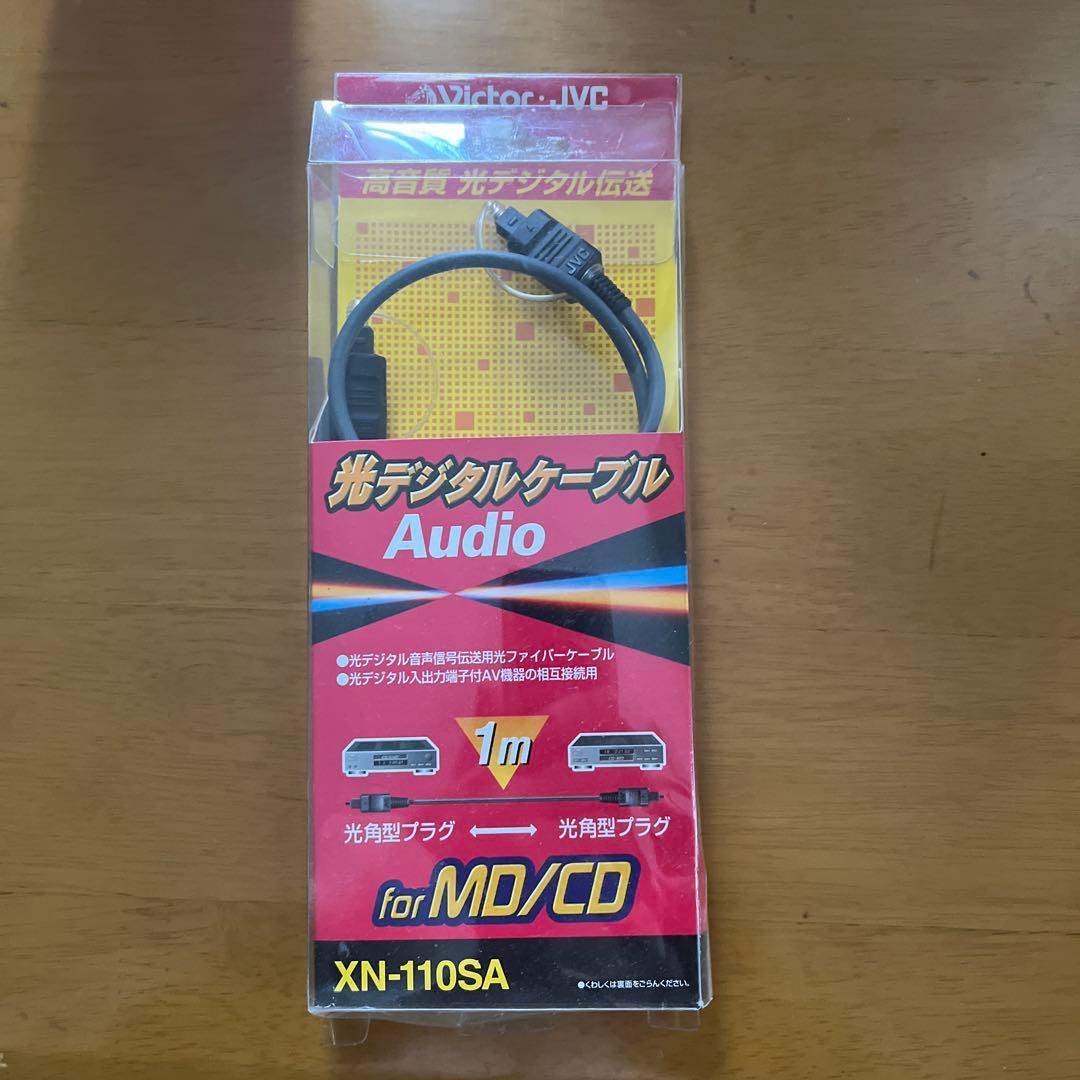 Victor・JVC
高音質 光デジタル伝送
JVC
光デジタルケーブル
Audio
●光デジタル音声信号伝送用光ファイバーケーブル
●光デジタル入出力端子付AV機器の相互接続用
1m
光角型プラグ ⟷ 光角型プラグ
for MD/CD
XN-110SA
●くわしくは裏面をごらんください。